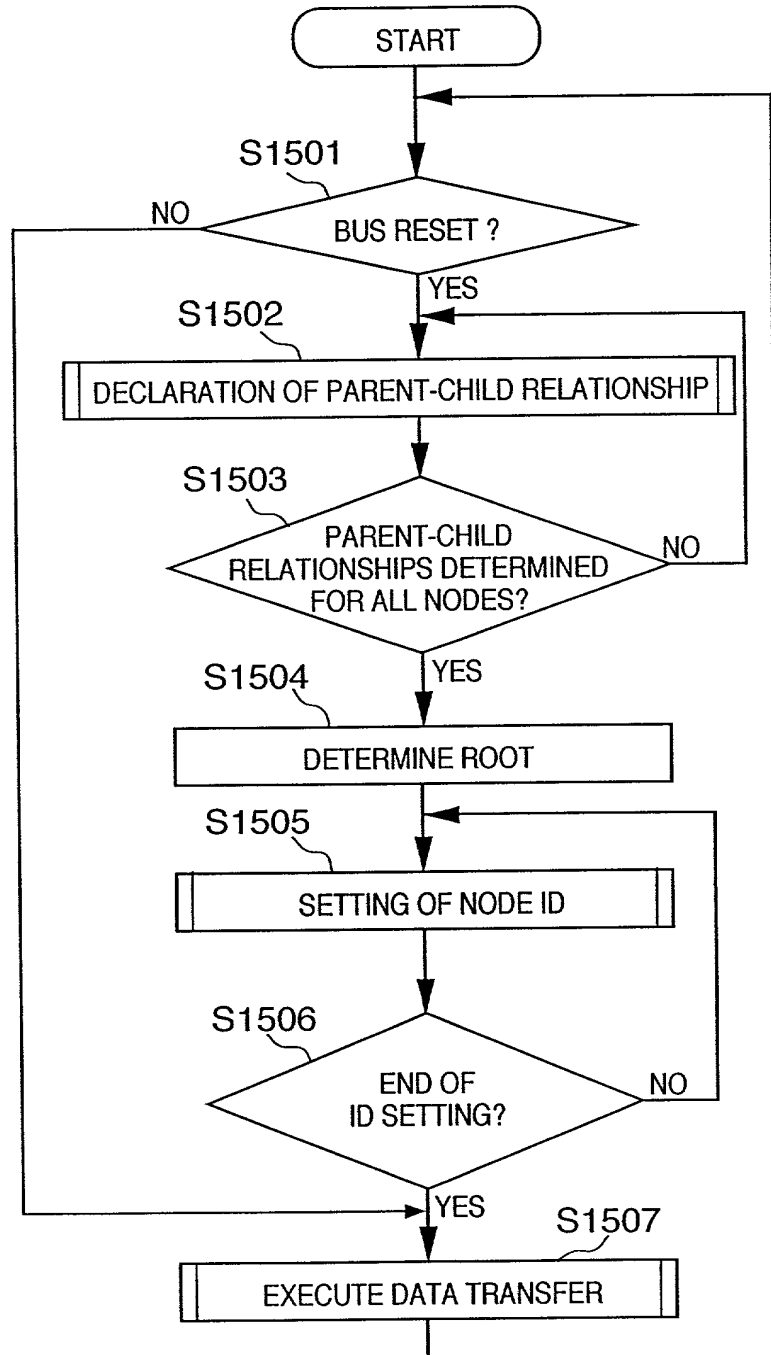 START
S1501
NO
BUS RESET ?
YES
S1502
DECLARATION OF PARENT-CHILD RELATIONSHIP
S1503
PARENT-CHILD
RELATIONSHIPS DETERMINED
FOR ALL NODES?
NO
YES
S1504
DETERMINE ROOT
S1505
SETTING OF NODE ID
S1506
END OF
ID SETTING?
NO
YES
S1507
EXECUTE DATA TRANSFER